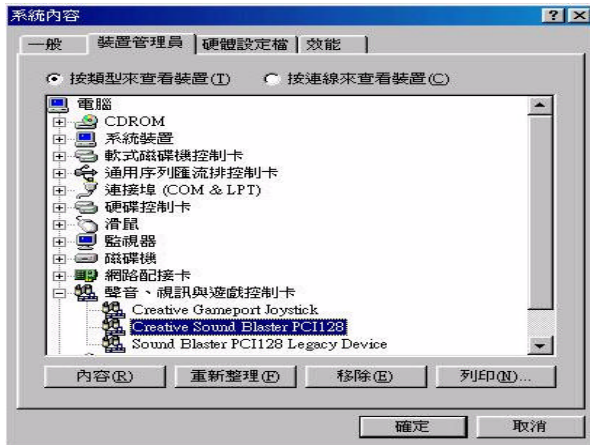 系統內容
一般 裝置管理員 硬體設定檔 效能
按類型來查看裝置(T) 按連線來查看裝置(C)
電腦
CDROM
系統裝置
軟式磁碟機控制卡
通用序列匯流排控制卡
連接埠 (COM & LPT)
硬碟控制卡
滑鼠
監視器
磁碟機
網路配接卡
聲音、視訊與遊戲控制卡
Creative Gameport Joystick
Creative Sound Blaster PCI128
Sound Blaster PCI128 Legacy Device
內容(R) 重新整理(F) 移除(E) 列印(N)...
確定 取消